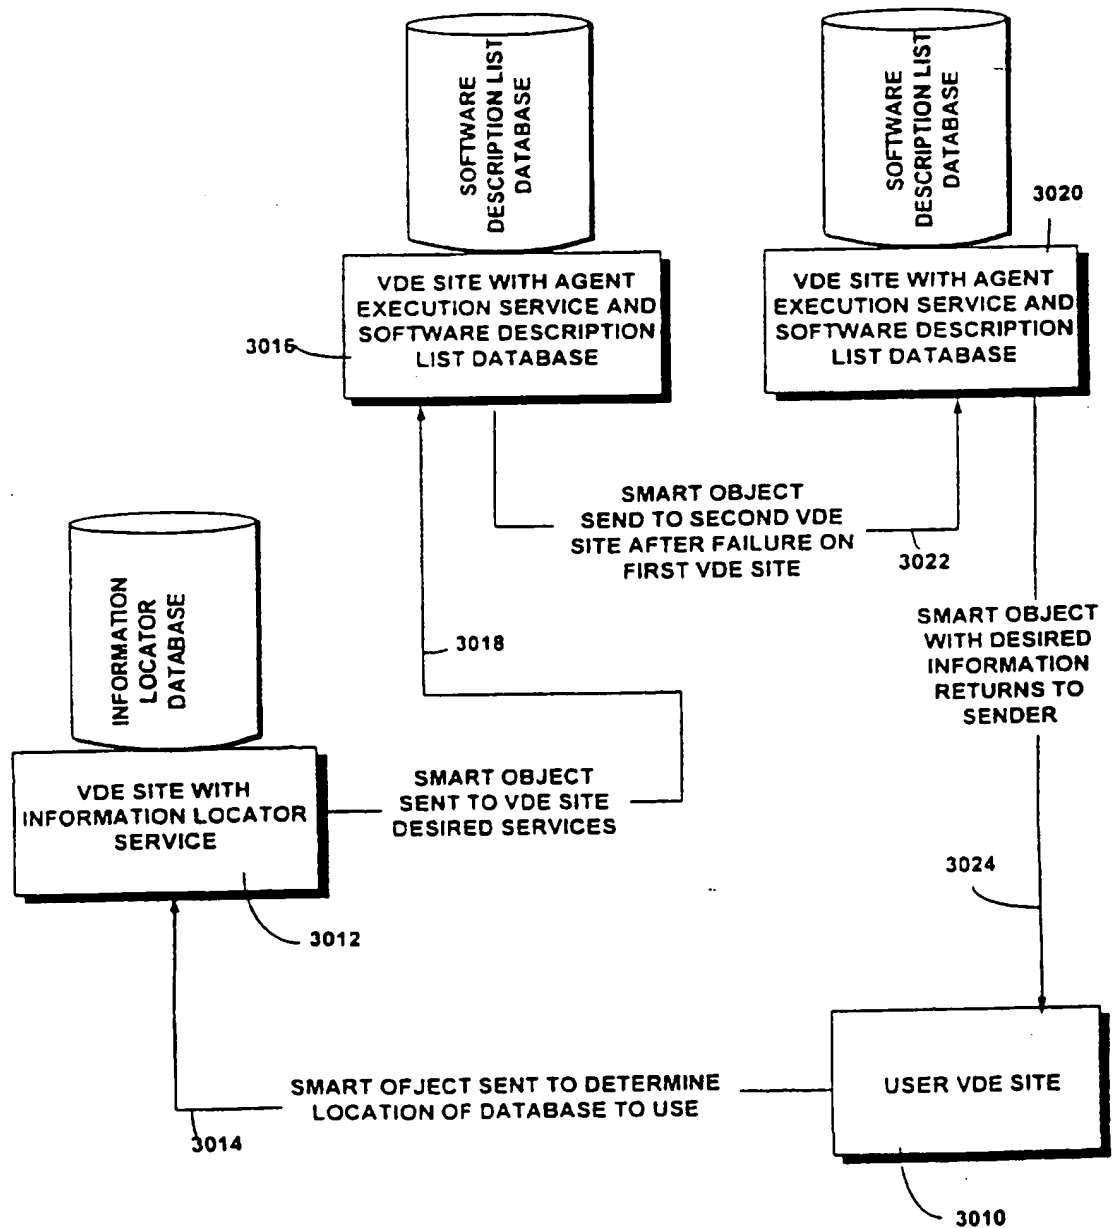 SOFTWARE
DESCRIPTION LIST
DATABASE
SOFTWARE
DESCRIPTION LIST
DATABASE
3020
VDE SITE WITH AGENT
EXECUTION SERVICE AND
SOFTWARE DESCRIPTION
LIST DATABASE
VDE SITE WITH AGENT
EXECUTION SERVICE AND
SOFTWARE DESCRIPTION
LIST DATABASE
3016
SMART OBJECT
SEND TO SECOND VDE
SITE AFTER FAILURE ON
FIRST VDE SITE
3022
INFORMATION
LOCATOR
DATABASE
3018
SMART OBJECT
WITH DESIRED
INFORMATION
RETURNS TO
SENDER
VDE SITE WITH
INFORMATION LOCATOR
SERVICE
SMART OBJECT
SENT TO VDE SITE
DESIRED SERVICES
3024
3012
SMART OFJECT SENT TO DETERMINE
LOCATION OF DATABASE TO USE
3014
USER VDE SITE
3010